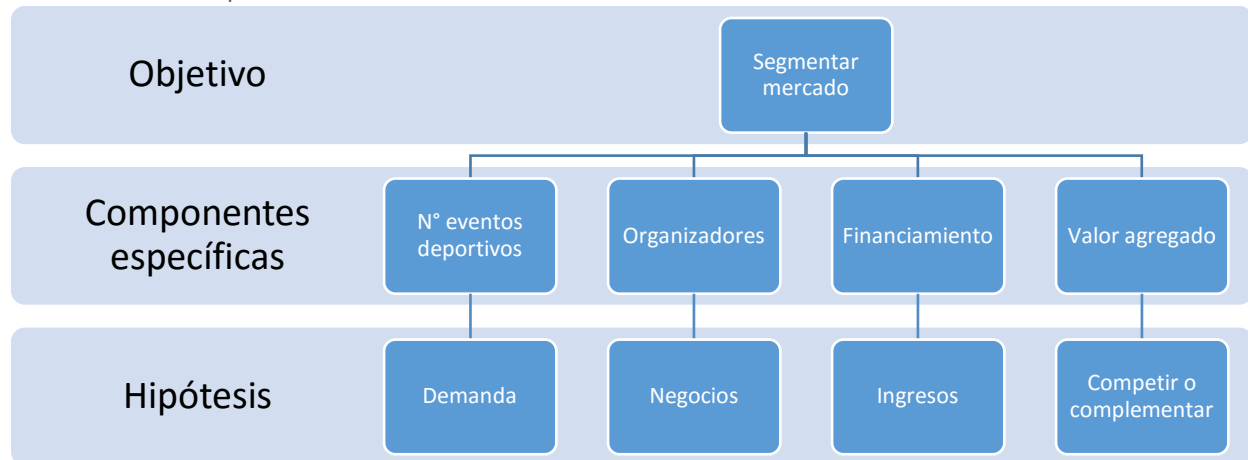 Objetivo
Segmentar
mercado
Componentes
específicas
N° eventos
deportivos
Organizadores
Financiamiento
Valor agregado
Hipótesis
Demanda
Negocios
Ingresos
Competir o
complementar